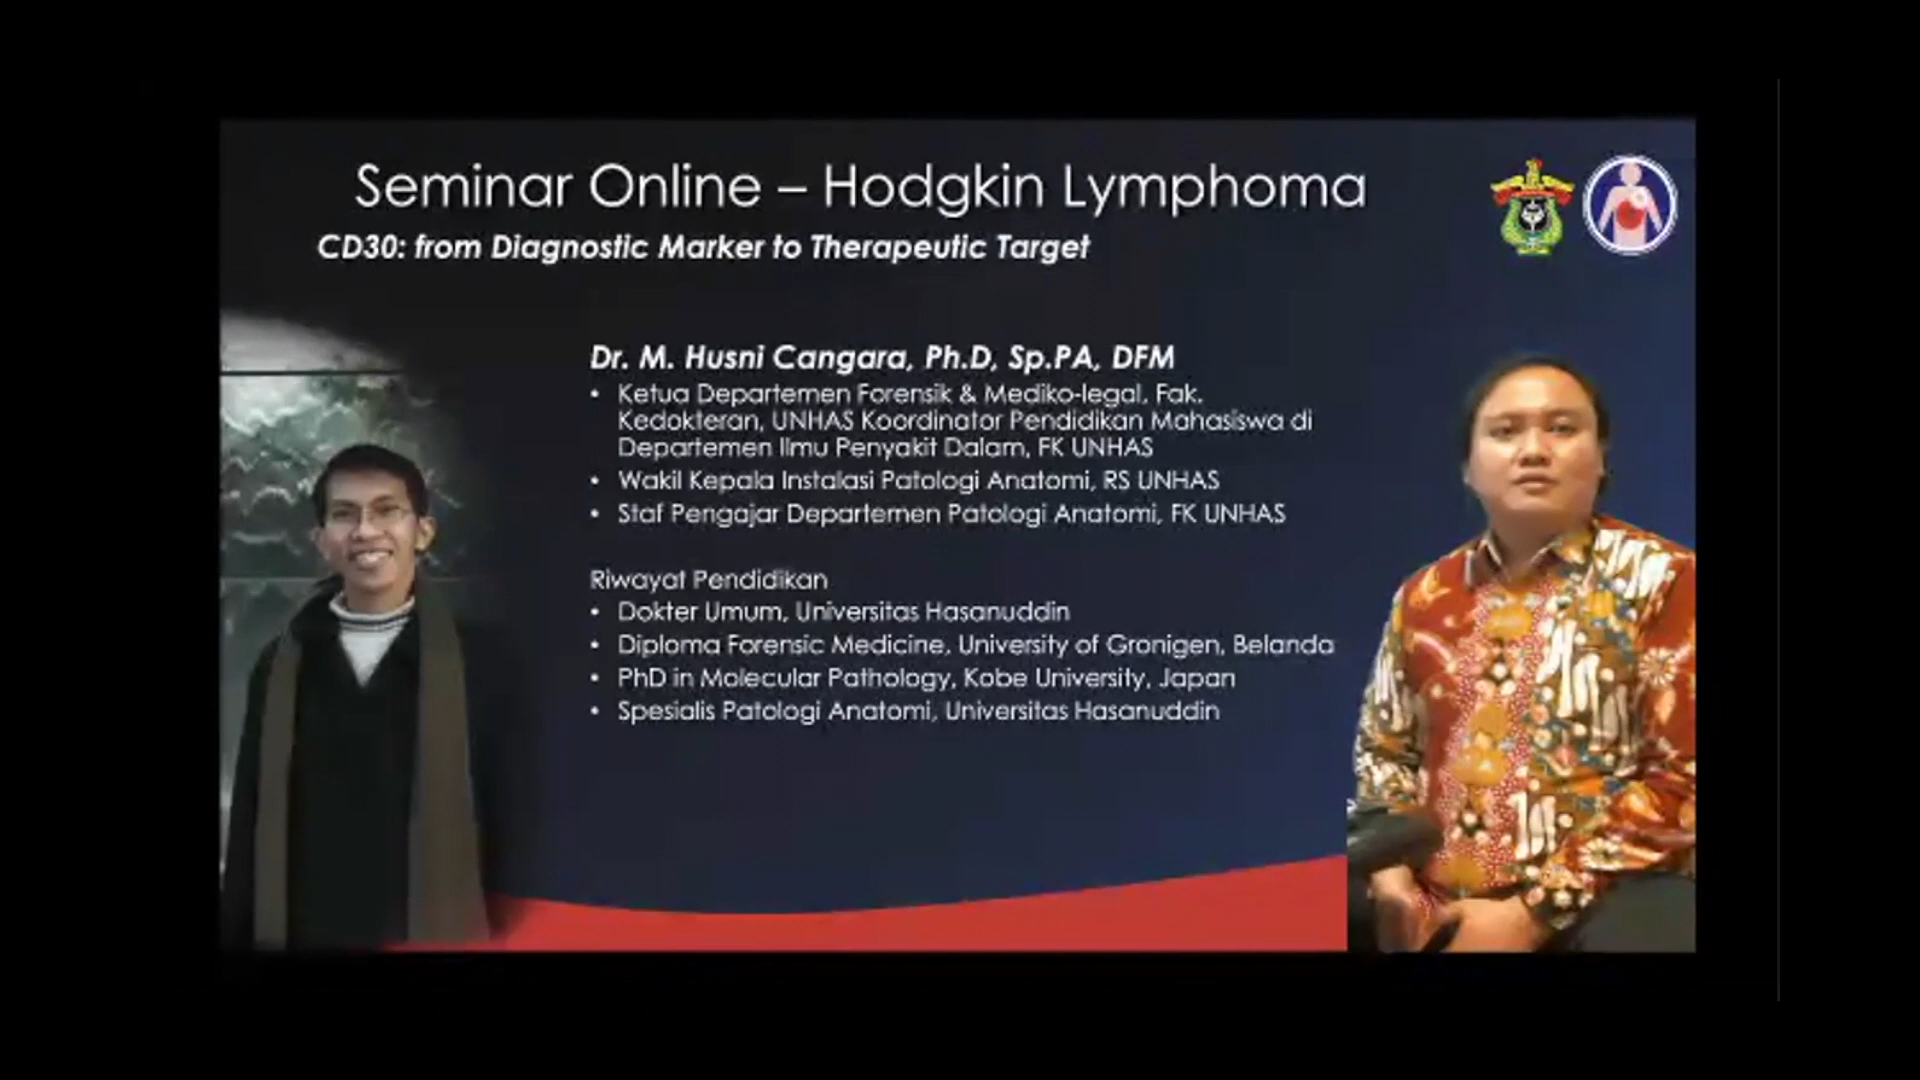 Seminar Online – Hodgkin Lymphoma
CD30: from Diagnostic Marker to Therapeutic Target
Dr. M. Husni Cangara, Ph.D, Sp.PA, DFM
• Ketua Departemen Forensik & Mediko-legal, Fak.
Kedokteran, UNHAS Koordinator Pendidikan Mahasiswa di
Departemen Ilmu Penyakit Dalam, FK UNHAS
• Wakil Kepala Instalasi Patologi Anatomi, RS UNHAS
• Staf Pengajar Departemen Patologi Anatomi, FK UNHAS
Riwayat Pendidikan
• Dokter Umum, Universitas Hasanuddin
• Diploma Forensic Medicine, University of Gronigen, Belanda
• PhD in Molecular Pathology, Kobe University, Japan
• Spesialis Patologi Anatomi, Universitas Hasanuddin